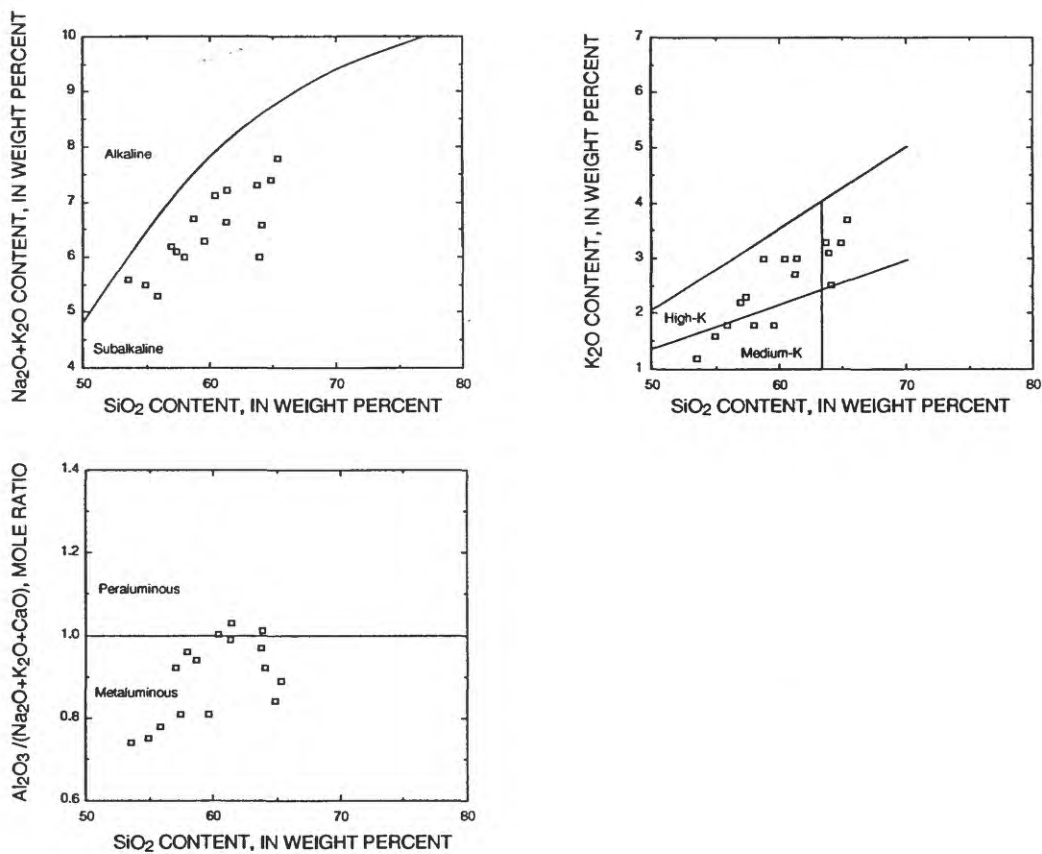 Na₂O+K₂O CONTENT, IN WEIGHT PERCENT
10
9
8
7
6
5
4
Alkaline
Subalkaline
50
60
70
80
SiO₂ CONTENT, IN WEIGHT PERCENT
K₂O CONTENT, IN WEIGHT PERCENT
7
6
5
4
3
2
1
High-K
Medium-K
50
60
70
80
SiO₂ CONTENT, IN WEIGHT PERCENT
Al₂O₃/(Na₂O+K₂O+CaO), MOLE RATIO
1.4
1.2
1.0
0.8
0.6
Peraluminous
Metaluminous
50
60
70
80
SiO₂ CONTENT, IN WEIGHT PERCENT